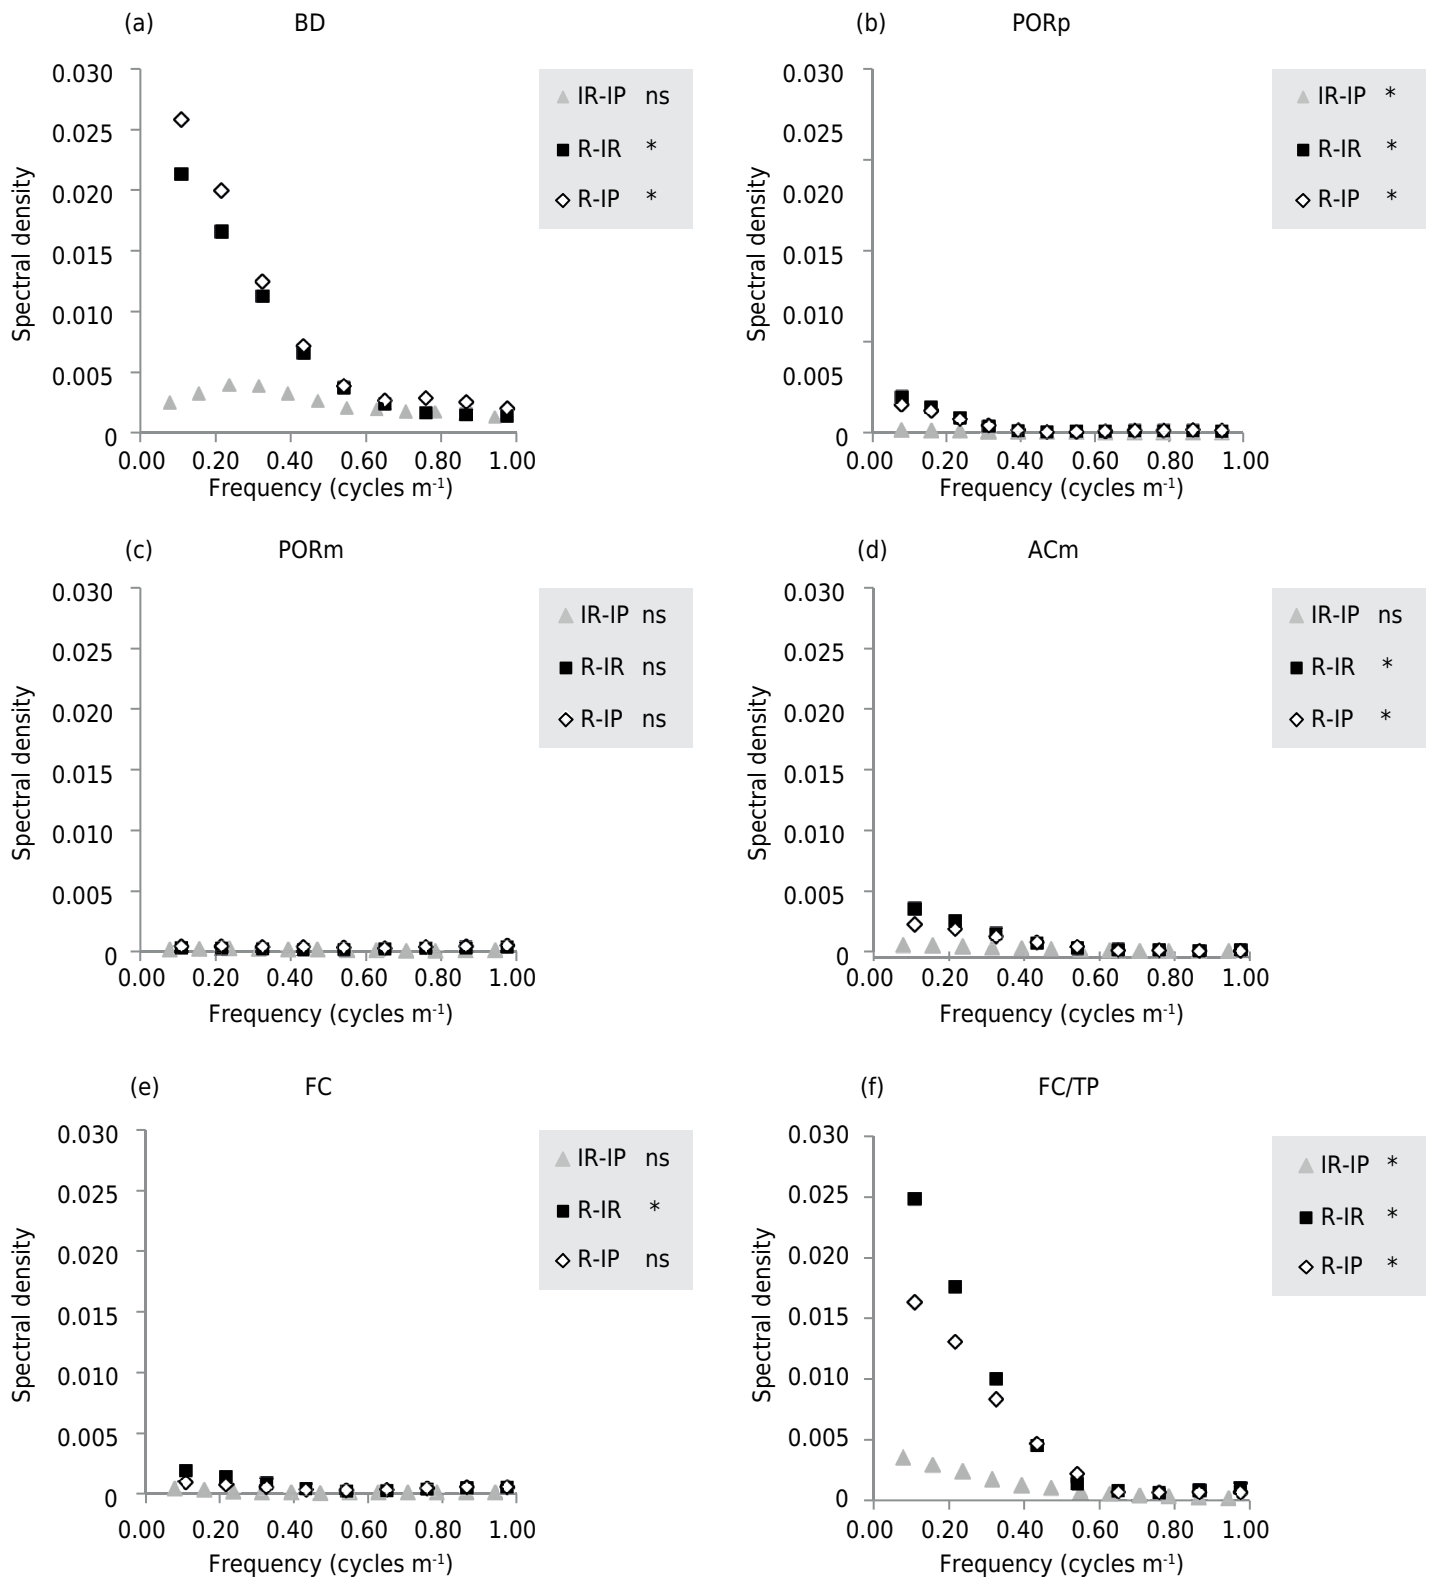 (a) BD
0.030
0.025
0.020
0.015
0.010
0.005
0
Spectral density
0.00 0.20 0.40 0.60 0.80 1.00
Frequency (cycles m-1)
IR-IP ns
R-IR *
R-IP *
(b) PORp
0.030
0.025
0.020
0.015
0.010
0.005
0
Spectral density
0.00 0.20 0.40 0.60 0.80 1.00
Frequency (cycles m-1)
IR-IP *
R-IR *
R-IP *
(c) PORm
0.030
0.025
0.020
0.015
0.010
0.005
0
Spectral density
0.00 0.20 0.40 0.60 0.80 1.00
Frequency (cycles m-1)
IR-IP ns
R-IR ns
R-IP ns
(d) ACm
0.030
0.025
0.020
0.015
0.010
0.005
0
Spectral density
0.00 0.20 0.40 0.60 0.80 1.00
Frequency (cycles m-1)
IR-IP ns
R-IR *
R-IP *
(e) FC
0.030
0.025
0.020
0.015
0.010
0.005
0
Spectral density
0.00 0.20 0.40 0.60 0.80 1.00
Frequency (cycles m-1)
IR-IP ns
R-IR *
R-IP ns
(f) FC/TP
0.030
0.025
0.020
0.015
0.010
0.005
0
Spectral density
0.00 0.20 0.40 0.60 0.80 1.00
Frequency (cycles m-1)
IR-IP *
R-IR *
R-IP *